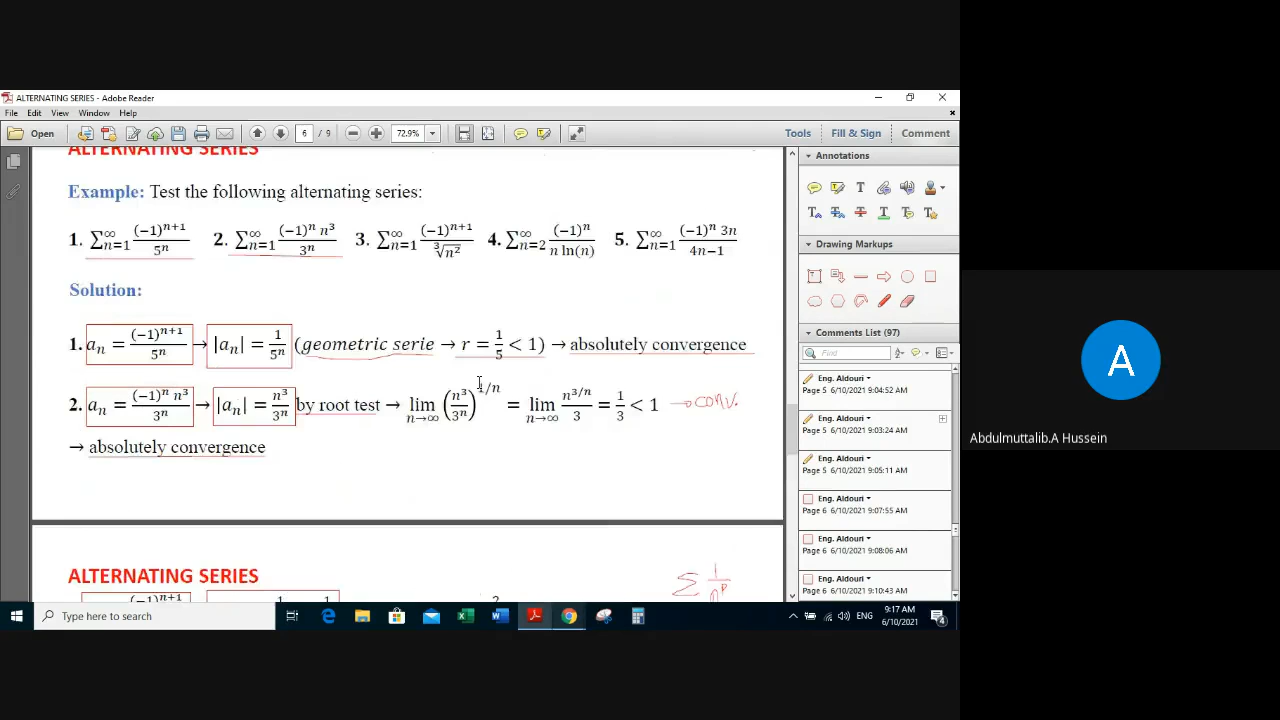 ALTERNATING SERIES - Adobe Reader
File Edit View Window Help
Open 6 / 9 72.9% Tools Fill & Sign Comment
ALTERNATING SERIES
Example: Test the following alternating series:
1. ∑_{n=1}^{∞} (-1)^{n+1}/5^n 2. ∑_{n=1}^{∞} (-1)^n n^3/3^n 3. ∑_{n=1}^{∞} (-1)^{n+1}/∛n^2 4. ∑_{n=2}^{∞} (-1)^n/n ln(n) 5. ∑_{n=1}^{∞} (-1)^n 3n/4n-1
Solution:
1. a_n = (-1)^{n+1}/5^n → |a_n| = 1/5^n (geometric serie → r = 1/5 < 1) → absolutely convergence
2. a_n = (-1)^n n^3/3^n → |a_n| = n^3/3^n by root test → lim_{n→∞} (n^3/3^n)^{1/n} = lim_{n→∞} n^{3/n}/3 = 1/3 < 1 → conv.
→ absolutely convergence
ALTERNATING SERIES
∑ 1/n^p
Annotations
Drawing Markups
Comments List (97)
Find
Eng. Aldouri
Page 5 6/10/2021 9:04:52 AM
Eng. Aldouri
Page 5 6/10/2021 9:03:24 AM
Eng. Aldouri
Page 5 6/10/2021 9:05:11 AM
Eng. Aldouri
Page 6 6/10/2021 9:07:55 AM
Eng. Aldouri
Page 6 6/10/2021 9:08:06 AM
Eng. Aldouri
Page 6 6/10/2021 9:10:43 AM
A
Abdulmuttalib.A Hussein
Type here to search
ENG 9:17 AM
6/10/2021
4